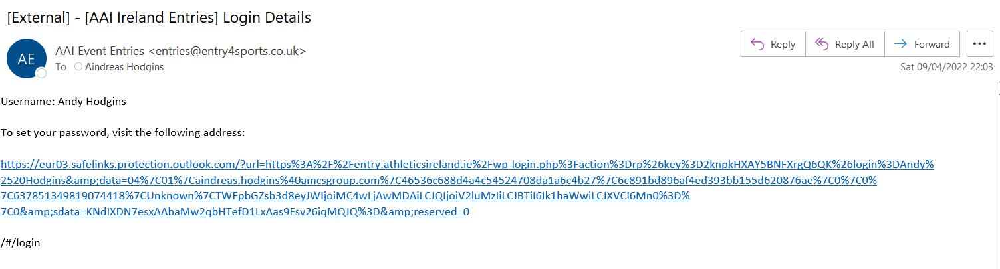 [External] - [AAI Ireland Entries] Login Details
AE
AAI Event Entries <entries@entry4sports.co.uk>
To Aindreas Hodgins
Reply
Reply All
Forward
Sat 09/04/2022 22:03
Username: Andy Hodgins
To set your password, visit the following address:
https://eur03.safelinks.protection.outlook.com/?url=https%3A%2F%2Fentry.athleticsireland.ie%2Fwp-login.php%3Faction%3Drp%26key%3D2knpkHXAY5BNFXrgQ6QK%26login%3DAndy%
2520Hodgins&amp;data=04%7C01%7Caindreas.hodgins%40amcsgroup.com%7C46536c688d4a4c54524708da1a6c4b27%7C6c891bd896af4ed393bb155d620876ae%7C0%7C0%
7C637851349819074418%7CUnknown%7CTWFpbGZsb3d8eyJWIjoiMC4wLjAwMDAiLCJQIjoiV2luMzIiLCJBTiI6Ik1haWwiLCJXVCI6Mn0%3D%
7C0&amp;sdata=KNdIXDN7esxAAbaMw2qbHTefD1LxAas9Fsv26iqMQJQ%3D&amp;reserved=0
/#/login